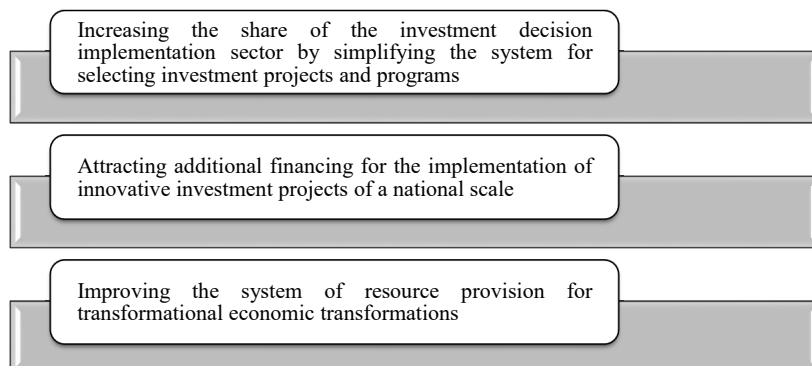 Increasing the share of the investment decision
implementation sector by simplifying the system for
selecting investment projects and programs
Attracting additional financing for the implementation of
innovative investment projects of a national scale
Improving the system of resource provision for
transformational economic transformations